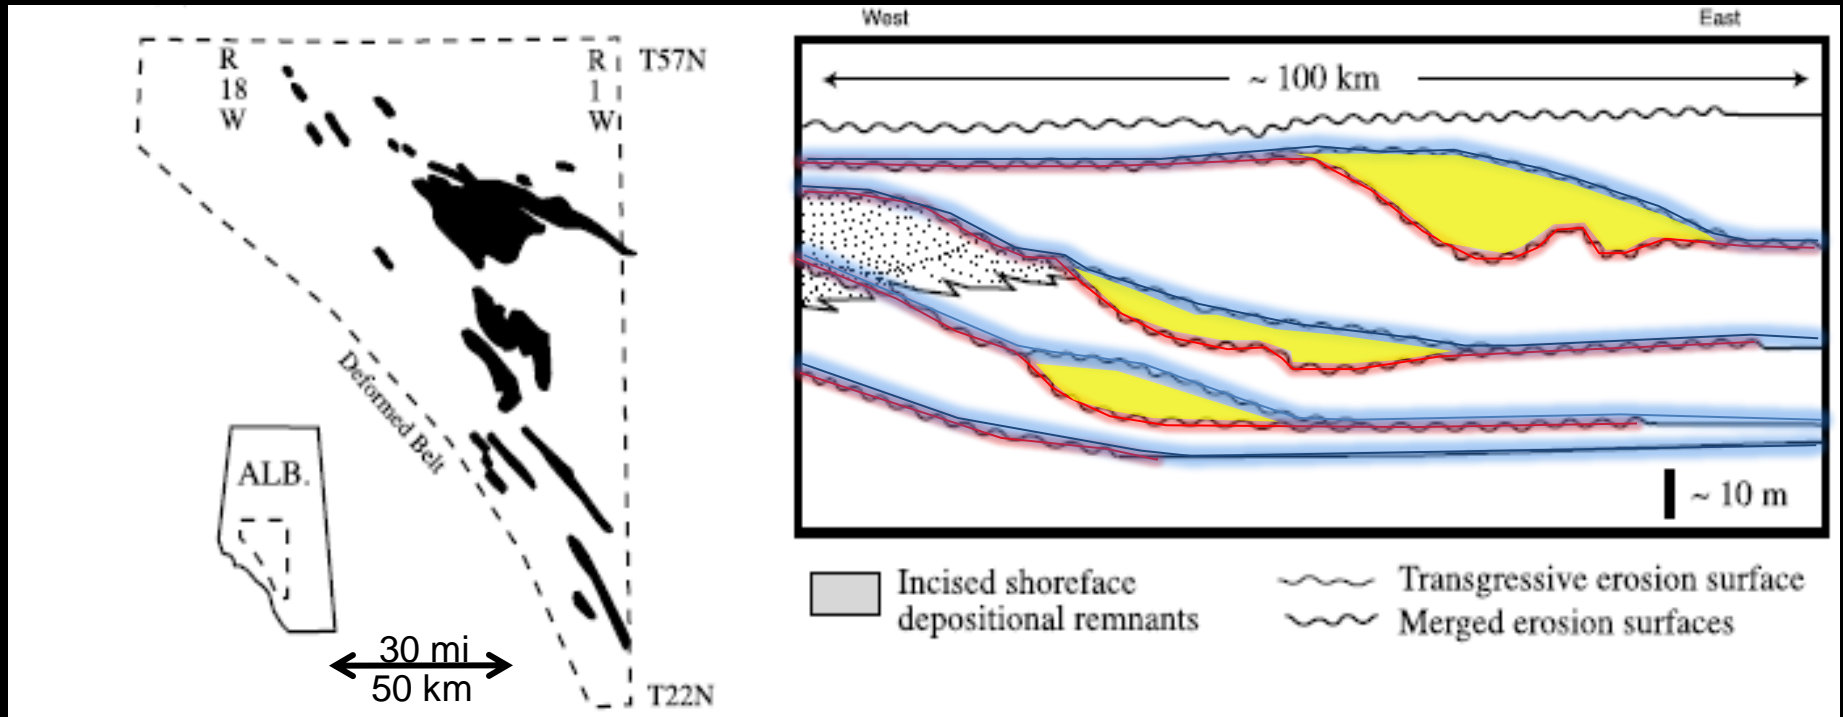 West
East
R
18
W
R
1
W
T57N
~ 100 km
Deformed Belt
ALB.
~ 10 m
30 mi
50 km
T22N
Incised shoreface
depositional remnants
Transgressive erosion surface
Merged erosion surfaces